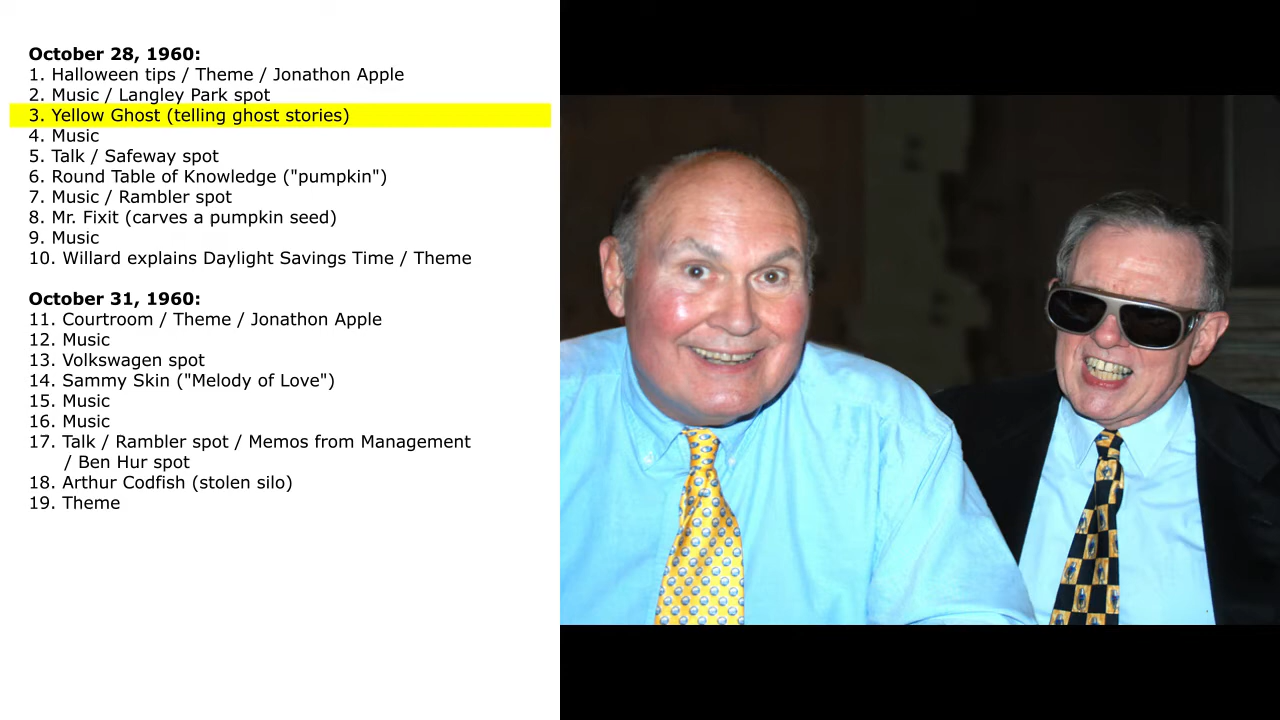 October 28, 1960:
1. Halloween tips / Theme / Jonathon Apple
2. Music / Langley Park spot
3. Yellow Ghost (telling ghost stories)
4. Music
5. Talk / Safeway spot
6. Round Table of Knowledge ("pumpkin")
7. Music / Rambler spot
8. Mr. Fixit (carves a pumpkin seed)
9. Music
10. Willard explains Daylight Savings Time / Theme
October 31, 1960:
11. Courtroom / Theme / Jonathon Apple
12. Music
13. Volkswagen spot
14. Sammy Skin ("Melody of Love")
15. Music
16. Music
17. Talk / Rambler spot / Memos from Management
/ Ben Hur spot
18. Arthur Codfish (stolen silo)
19. Theme